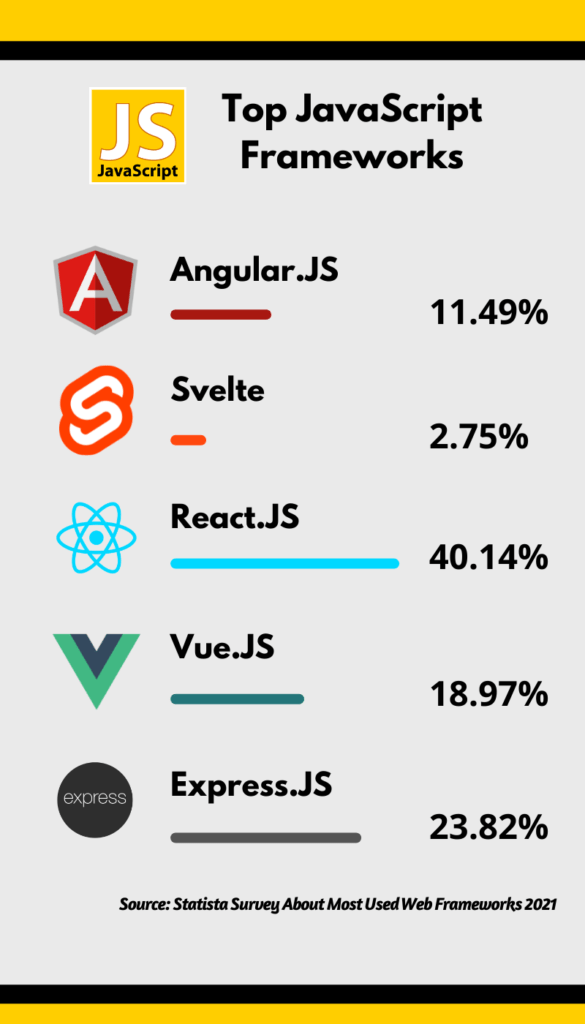 JS
JavaScript
Top JavaScript
Frameworks
Angular.JS
11.49%
Svelte
2.75%
React.JS
40.14%
Vue.JS
18.97%
express
Express.JS
23.82%
Source: Statista Survey About Most Used Web Frameworks 2021